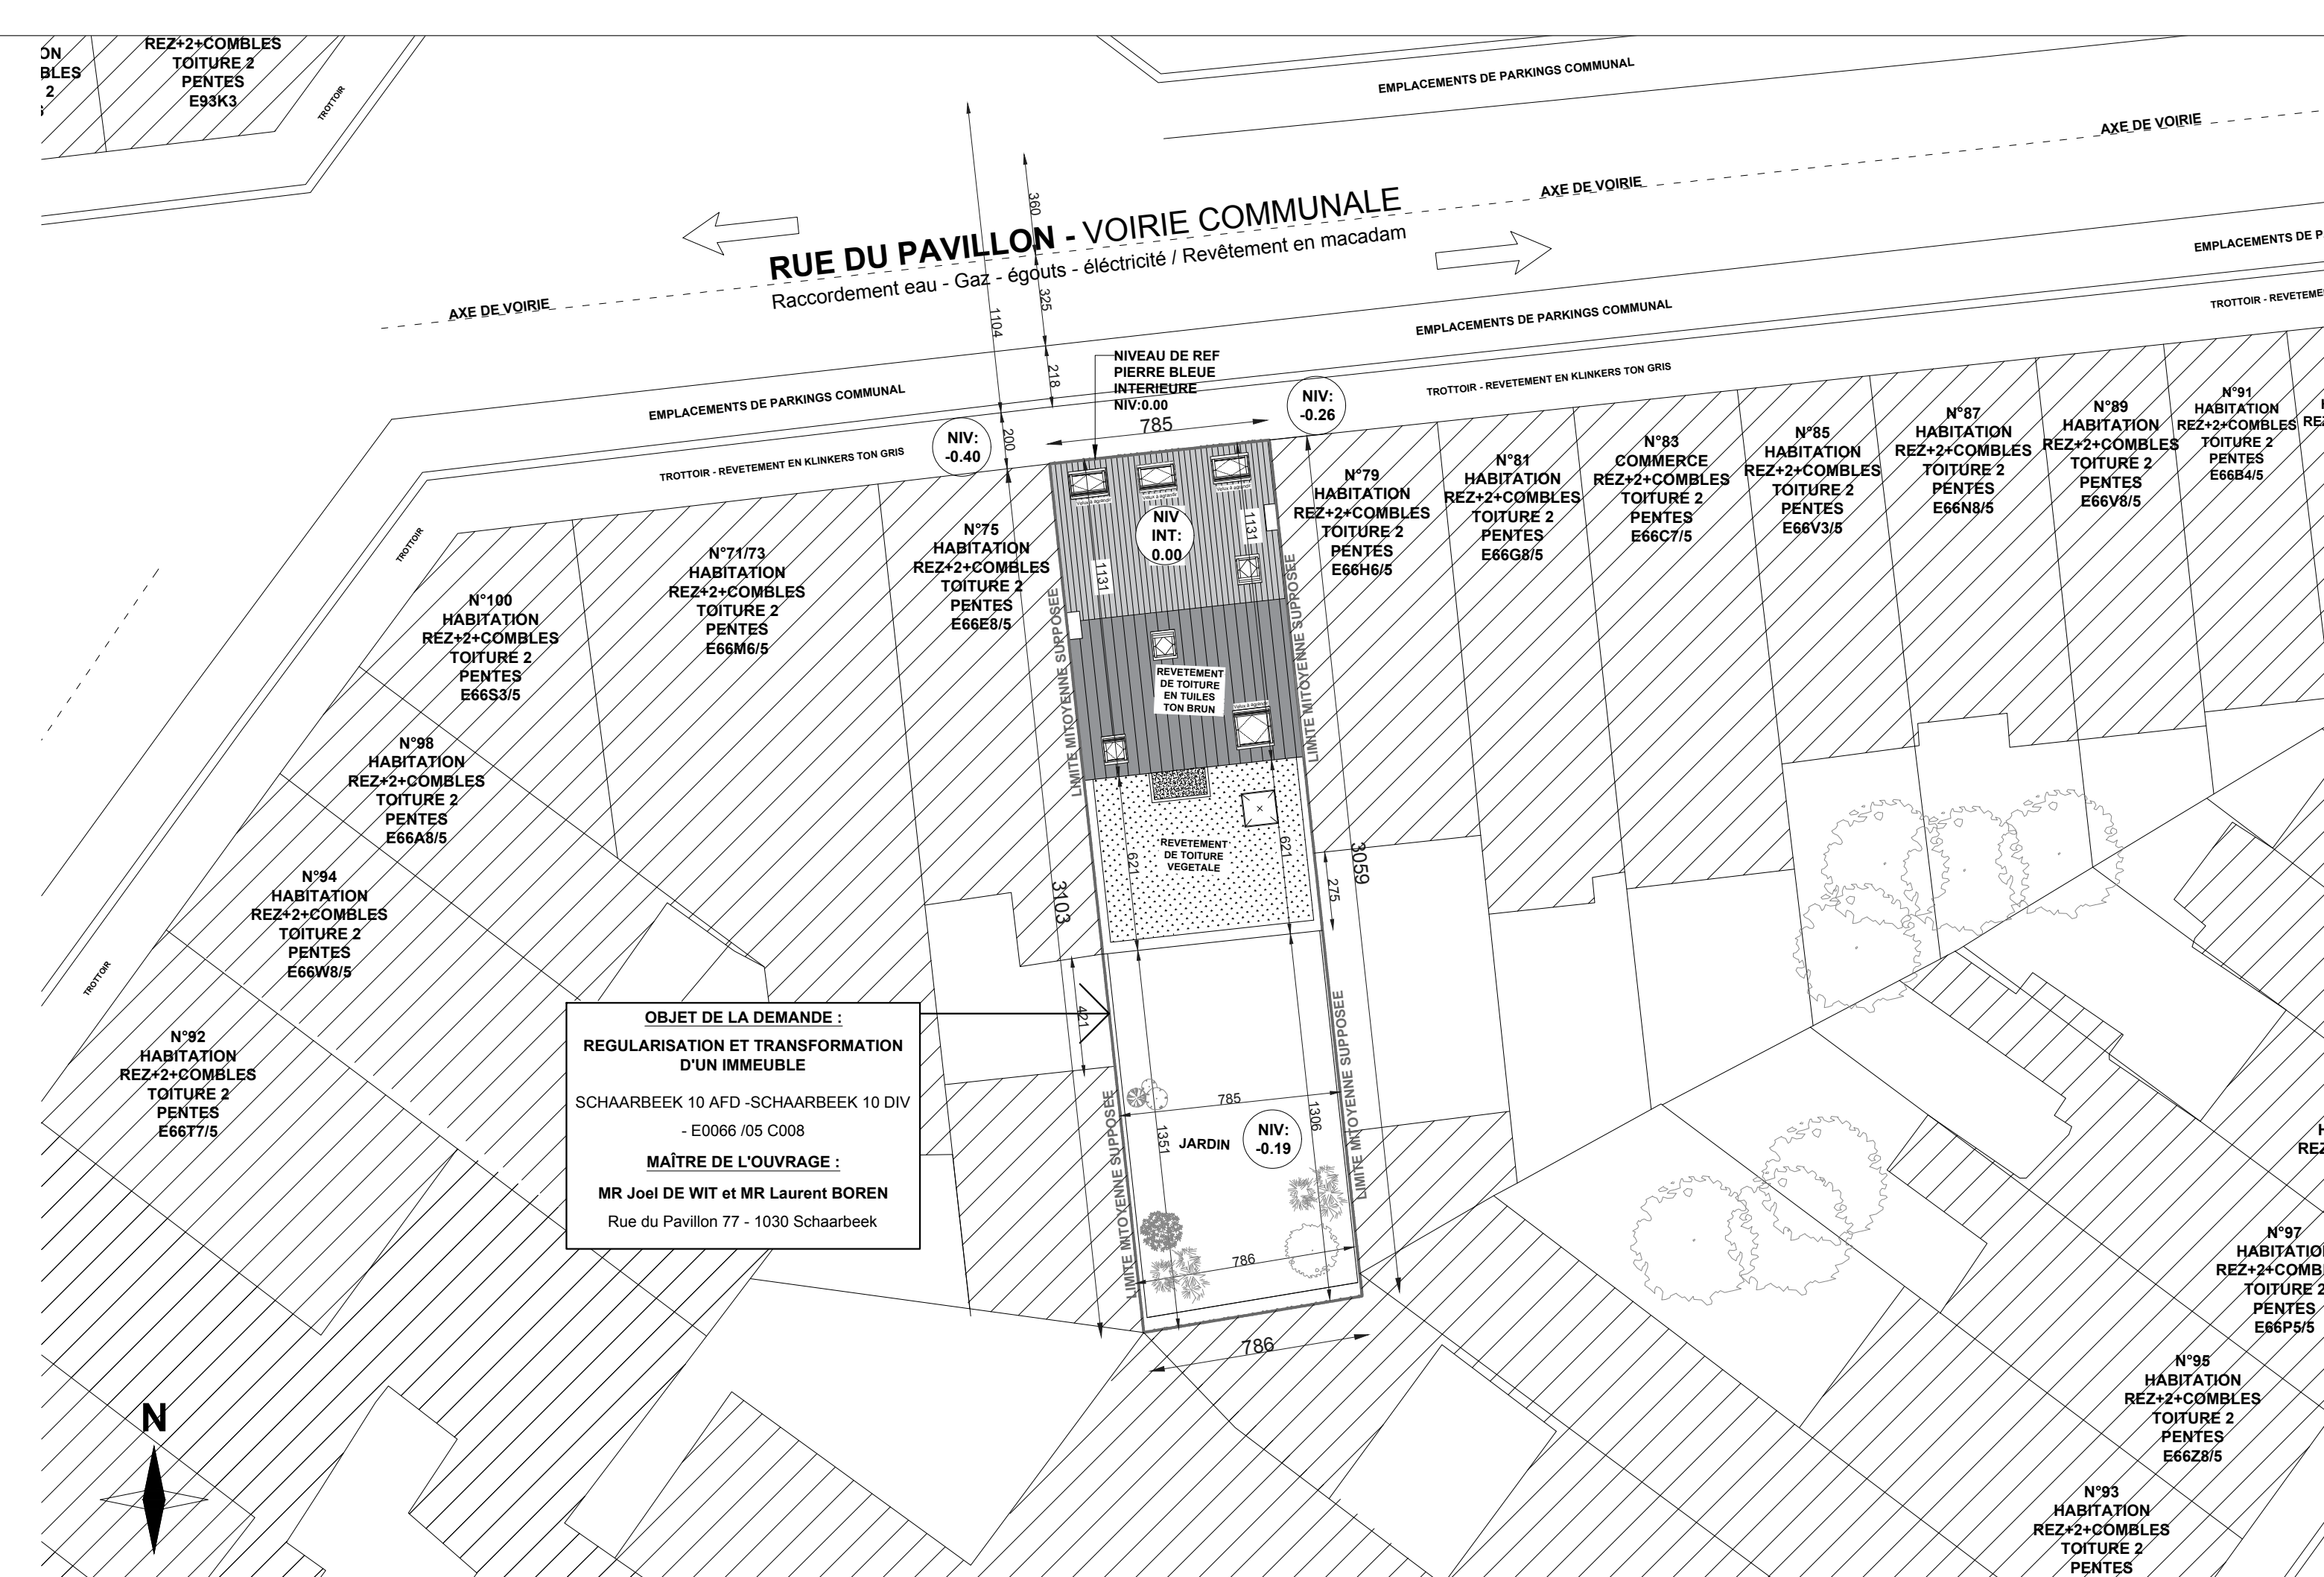 ON
BLES
2
REZ+2+COMBLES
TOITURE 2
PENTES
E93K3
TROTTOIR
EMPLACEMENTS DE PARKINGS COMMUNAL
AXE DE VOIRIE
AXE DE VOIRIE
360
RUE DU PAVILLON - VOIRIE COMMUNALE
Raccordement eau - Gaz - égouts - éléctricité / Revêtement en macadam
AXE DE VOIRIE
325
1104
EMPLACEMENTS DE P
TROTTOIR - REVETEME
EMPLACEMENTS DE PARKINGS COMMUNAL
EMPLACEMENTS DE PARKINGS COMMUNAL
218
200
NIVEAU DE REF
PIERRE BLEUE
INTERIEURE
NIV:0.00
785
NIV:
-0.26
NIV:
-0.40
TROTTOIR - REVETEMENT EN KLINKERS TON GRIS
TROTTOIR - REVETEMENT EN KLINKERS TON GRIS
TROTTOIR
TROTTOIR
N°100
HABITATION
REZ+2+COMBLES
TOITURE 2
PENTES
E66S3/5
N°71/73
HABITATION
REZ+2+COMBLES
TOITURE 2
PENTES
E66M6/5
N°75
HABITATION
REZ+2+COMBLES
TOITURE 2
PENTES
E66E8/5
NIV
INT:
0.00
1131
1131
N°79
HABITATION
REZ+2+COMBLES
TOITURE 2
PENTES
E66H6/5
N°81
HABITATION
REZ+2+COMBLES
TOITURE 2
PENTES
E66G8/5
N°83
COMMERCE
REZ+2+COMBLES
TOITURE 2
PENTES
E66C7/5
N°85
HABITATION
REZ+2+COMBLES
TOITURE 2
PENTES
E66V3/5
N°87
HABITATION
REZ+2+COMBLES
TOITURE 2
PENTES
E66N8/5
N°89
HABITATION
REZ+2+COMBLES
TOITURE 2
PENTES
E66V8/5
N°91
HABITATION
REZ+2+COMBLES
TOITURE 2
PENTES
E66B4/5
REZ
LIMITE MITOYENNE SUPPOSEE
LIMITE MITOYENNE SUPPOSEE
REVETEMENT
DE TOITURE
EN TUILES
TON BRUN
REVETEMENT
DE TOITURE
VEGETALE
621
621
3103
3059
275
N°98
HABITATION
REZ+2+COMBLES
TOITURE 2
PENTES
E66A8/5
N°94
HABITATION
REZ+2+COMBLES
TOITURE 2
PENTES
E66W8/5
N°92
HABITATION
REZ+2+COMBLES
TOITURE 2
PENTES
E66T7/5
OBJET DE LA DEMANDE :
REGULARISATION ET TRANSFORMATION
D'UN IMMEUBLE
SCHAARBEEK 10 AFD -SCHAARBEEK 10 DIV
- E0066 /05 C008
MAÎTRE DE L'OUVRAGE :
MR Joel DE WIT et MR Laurent BOREN
Rue du Pavillon 77 - 1030 Schaarbeek
421
LIMITE MITOYENNE SUPPOSEE
LIMITE MITOYENNE SUPPOSEE
785
1351
1306
JARDIN
NIV:
-0.19
786
786
H
REZ
N°97
HABITATIO
REZ+2+COMB
TOITURE 2
PENTES
E66P5/5
N°95
HABITATION
REZ+2+COMBLES
TOITURE 2
PENTES
E66Z8/5
N°93
HABITATION
REZ+2+COMBLES
TOITURE 2
PENTES
N